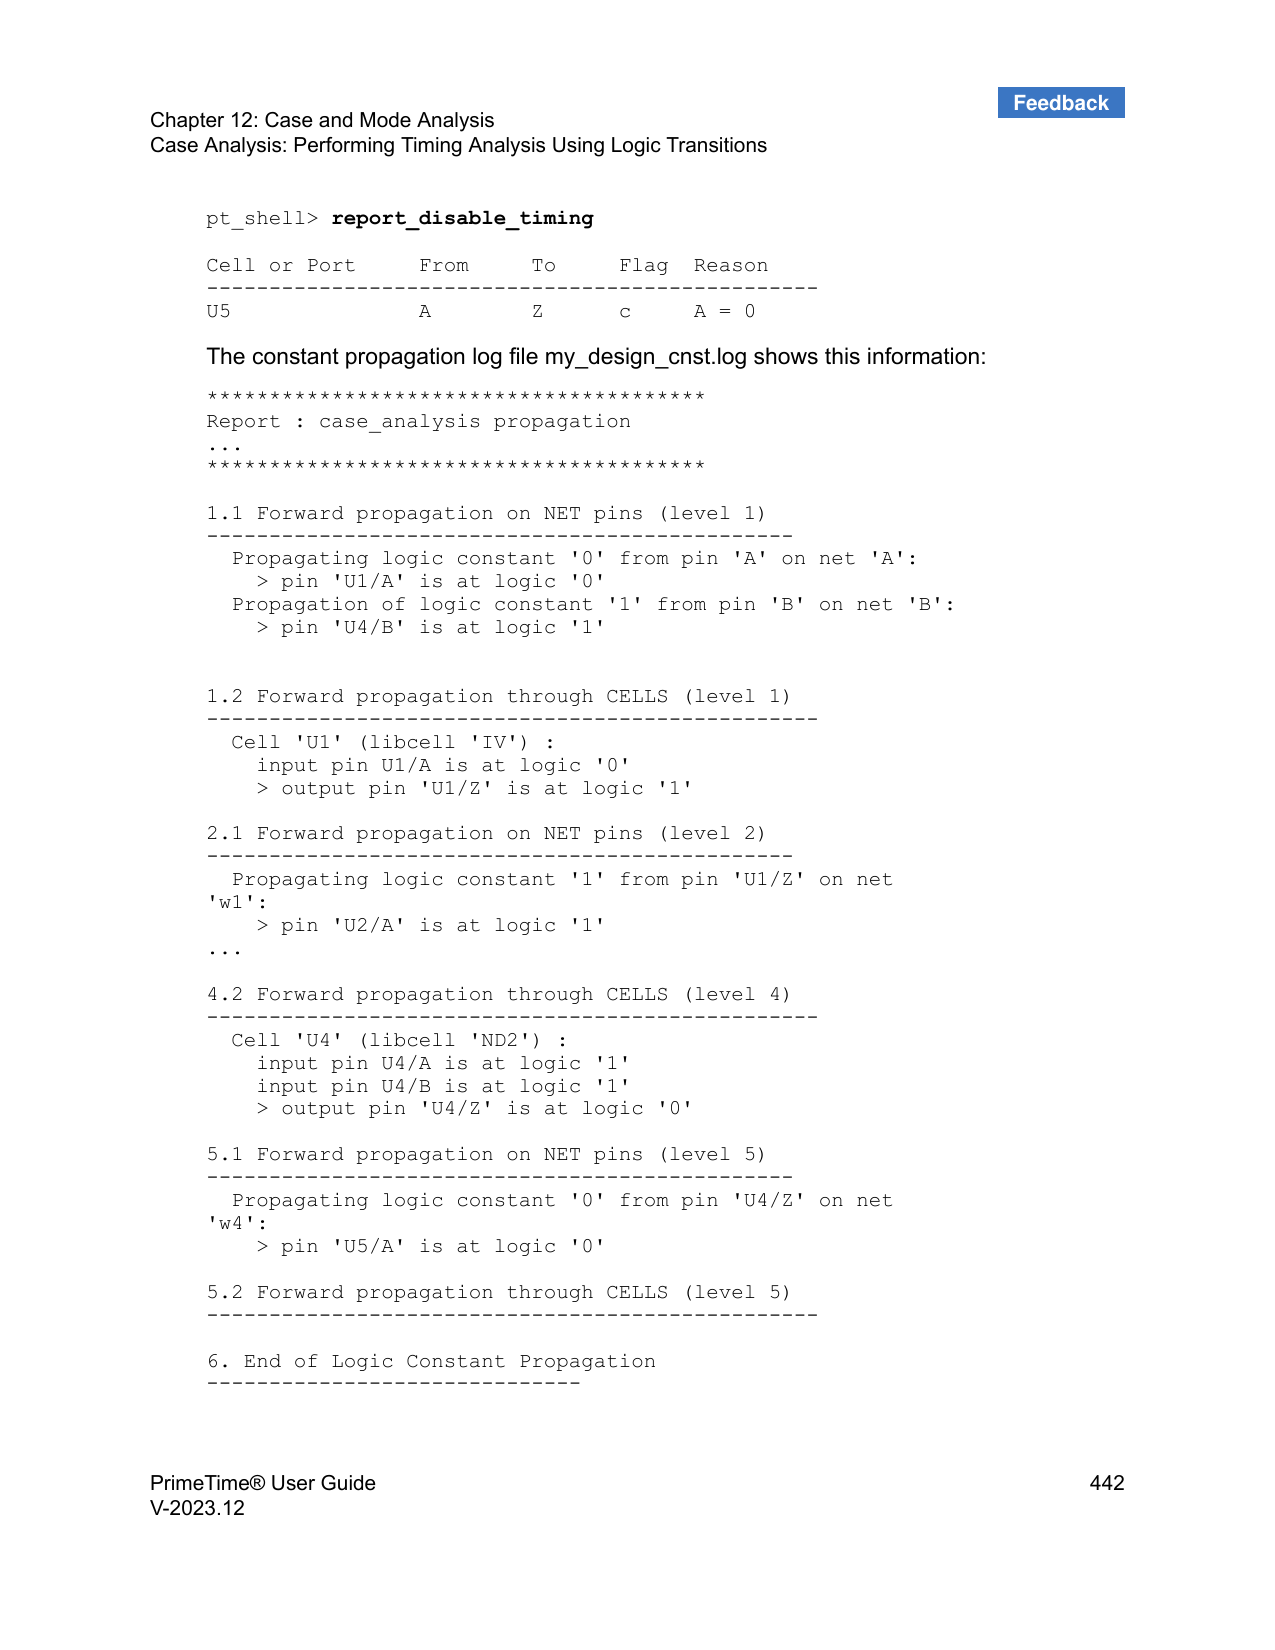 Feedback
Chapter 12: Case and Mode Analysis
Case Analysis: Performing Timing Analysis Using Logic Transitions
pt_shell> report_disable_timing
Cell or Port     From     To     Flag  Reason
-------------------------------------------------
U5               A        Z      c     A = 0
The constant propagation log file my_design_cnst.log shows this information:
****************************************
Report : case_analysis propagation
...
****************************************
1.1 Forward propagation on NET pins (level 1)
-----------------------------------------------
  Propagating logic constant '0' from pin 'A' on net 'A':
    > pin 'U1/A' is at logic '0'
  Propagation of logic constant '1' from pin 'B' on net 'B':
    > pin 'U4/B' is at logic '1'
1.2 Forward propagation through CELLS (level 1)
-------------------------------------------------
  Cell 'U1' (libcell 'IV') :
    input pin U1/A is at logic '0'
    > output pin 'U1/Z' is at logic '1'
2.1 Forward propagation on NET pins (level 2)
-----------------------------------------------
  Propagating logic constant '1' from pin 'U1/Z' on net
'w1':
    > pin 'U2/A' is at logic '1'
...
4.2 Forward propagation through CELLS (level 4)
-------------------------------------------------
  Cell 'U4' (libcell 'ND2') :
    input pin U4/A is at logic '1'
    input pin U4/B is at logic '1'
    > output pin 'U4/Z' is at logic '0'
5.1 Forward propagation on NET pins (level 5)
-----------------------------------------------
  Propagating logic constant '0' from pin 'U4/Z' on net
'w4':
    > pin 'U5/A' is at logic '0'
5.2 Forward propagation through CELLS (level 5)
-------------------------------------------------
6. End of Logic Constant Propagation
------------------------------
PrimeTime® User Guide 442
V-2023.12